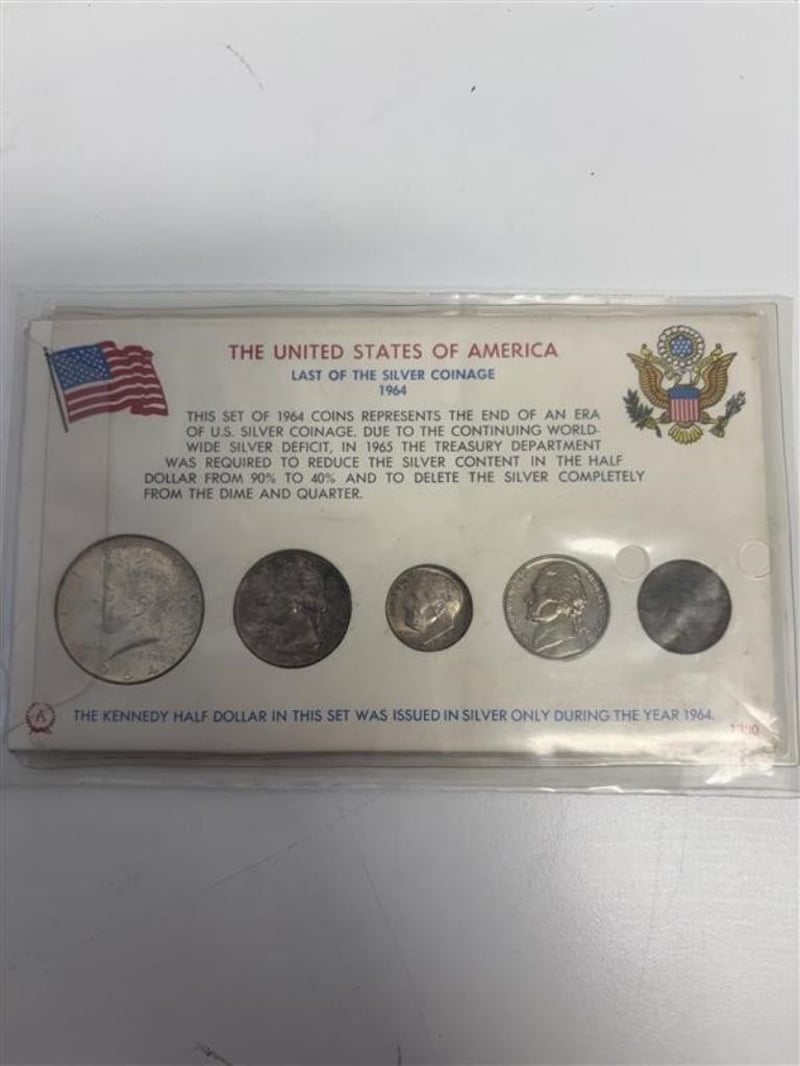 THE UNITED STATES OF AMERICA
LAST OF THE SILVER COINAGE
1964
THIS SET OF 1964 COINS REPRESENTS THE END OF AN ERA
OF U.S. SILVER COINAGE. DUE TO THE CONTINUING WORLD-
WIDE SILVER DEFICIT, IN 1965 THE TREASURY DEPARTMENT
WAS REQUIRED TO REDUCE THE SILVER CONTENT IN THE HALF
DOLLAR FROM 90% TO 40% AND TO DELETE THE SILVER COMPLETELY
FROM THE DIME AND QUARTER.
A
THE KENNEDY HALF DOLLAR IN THIS SET WAS ISSUED IN SILVER ONLY DURING THE YEAR 1964.